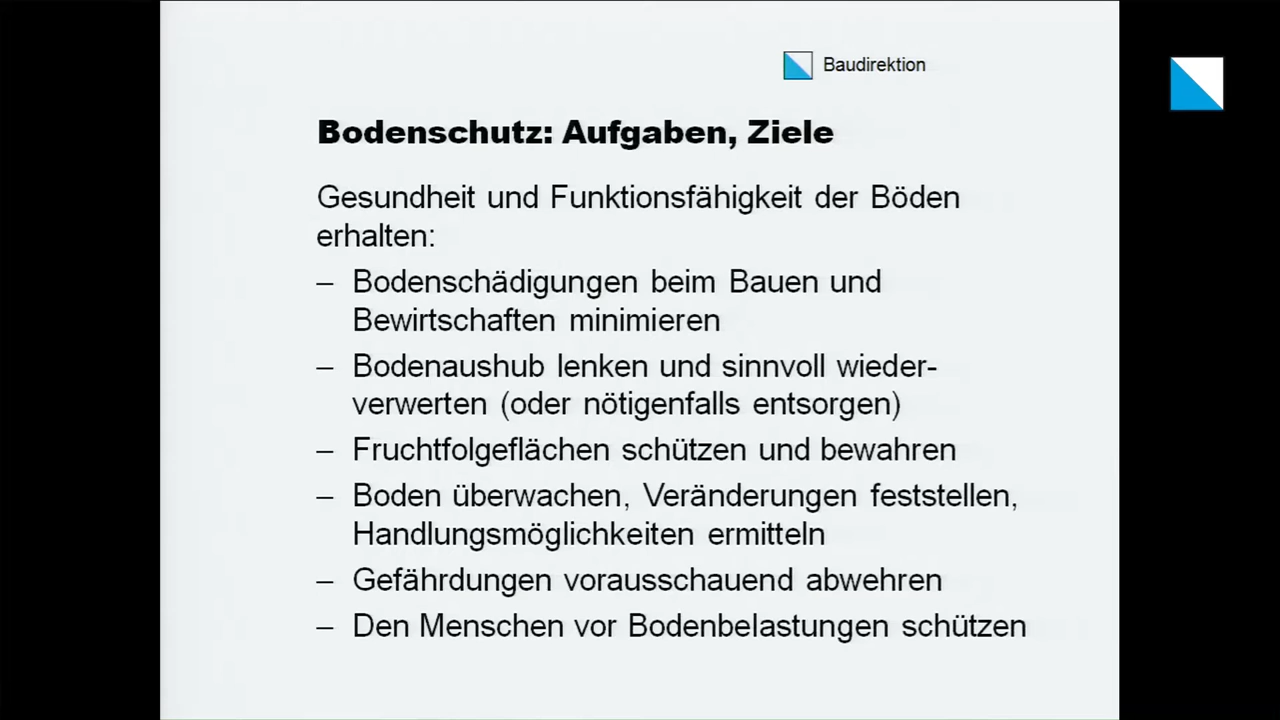 Baudirektion
Bodenschutz: Aufgaben, Ziele
Gesundheit und Funktionsfähigkeit der Böden
erhalten:
– Bodenschädigungen beim Bauen und
Bewirtschaften minimieren
– Bodenaushub lenken und sinnvoll wieder-
verwerten (oder nötigenfalls entsorgen)
– Fruchtfolgeflächen schützen und bewahren
– Boden überwachen, Veränderungen feststellen,
Handlungsmöglichkeiten ermitteln
– Gefährdungen vorausschauend abwehren
– Den Menschen vor Bodenbelastungen schützen